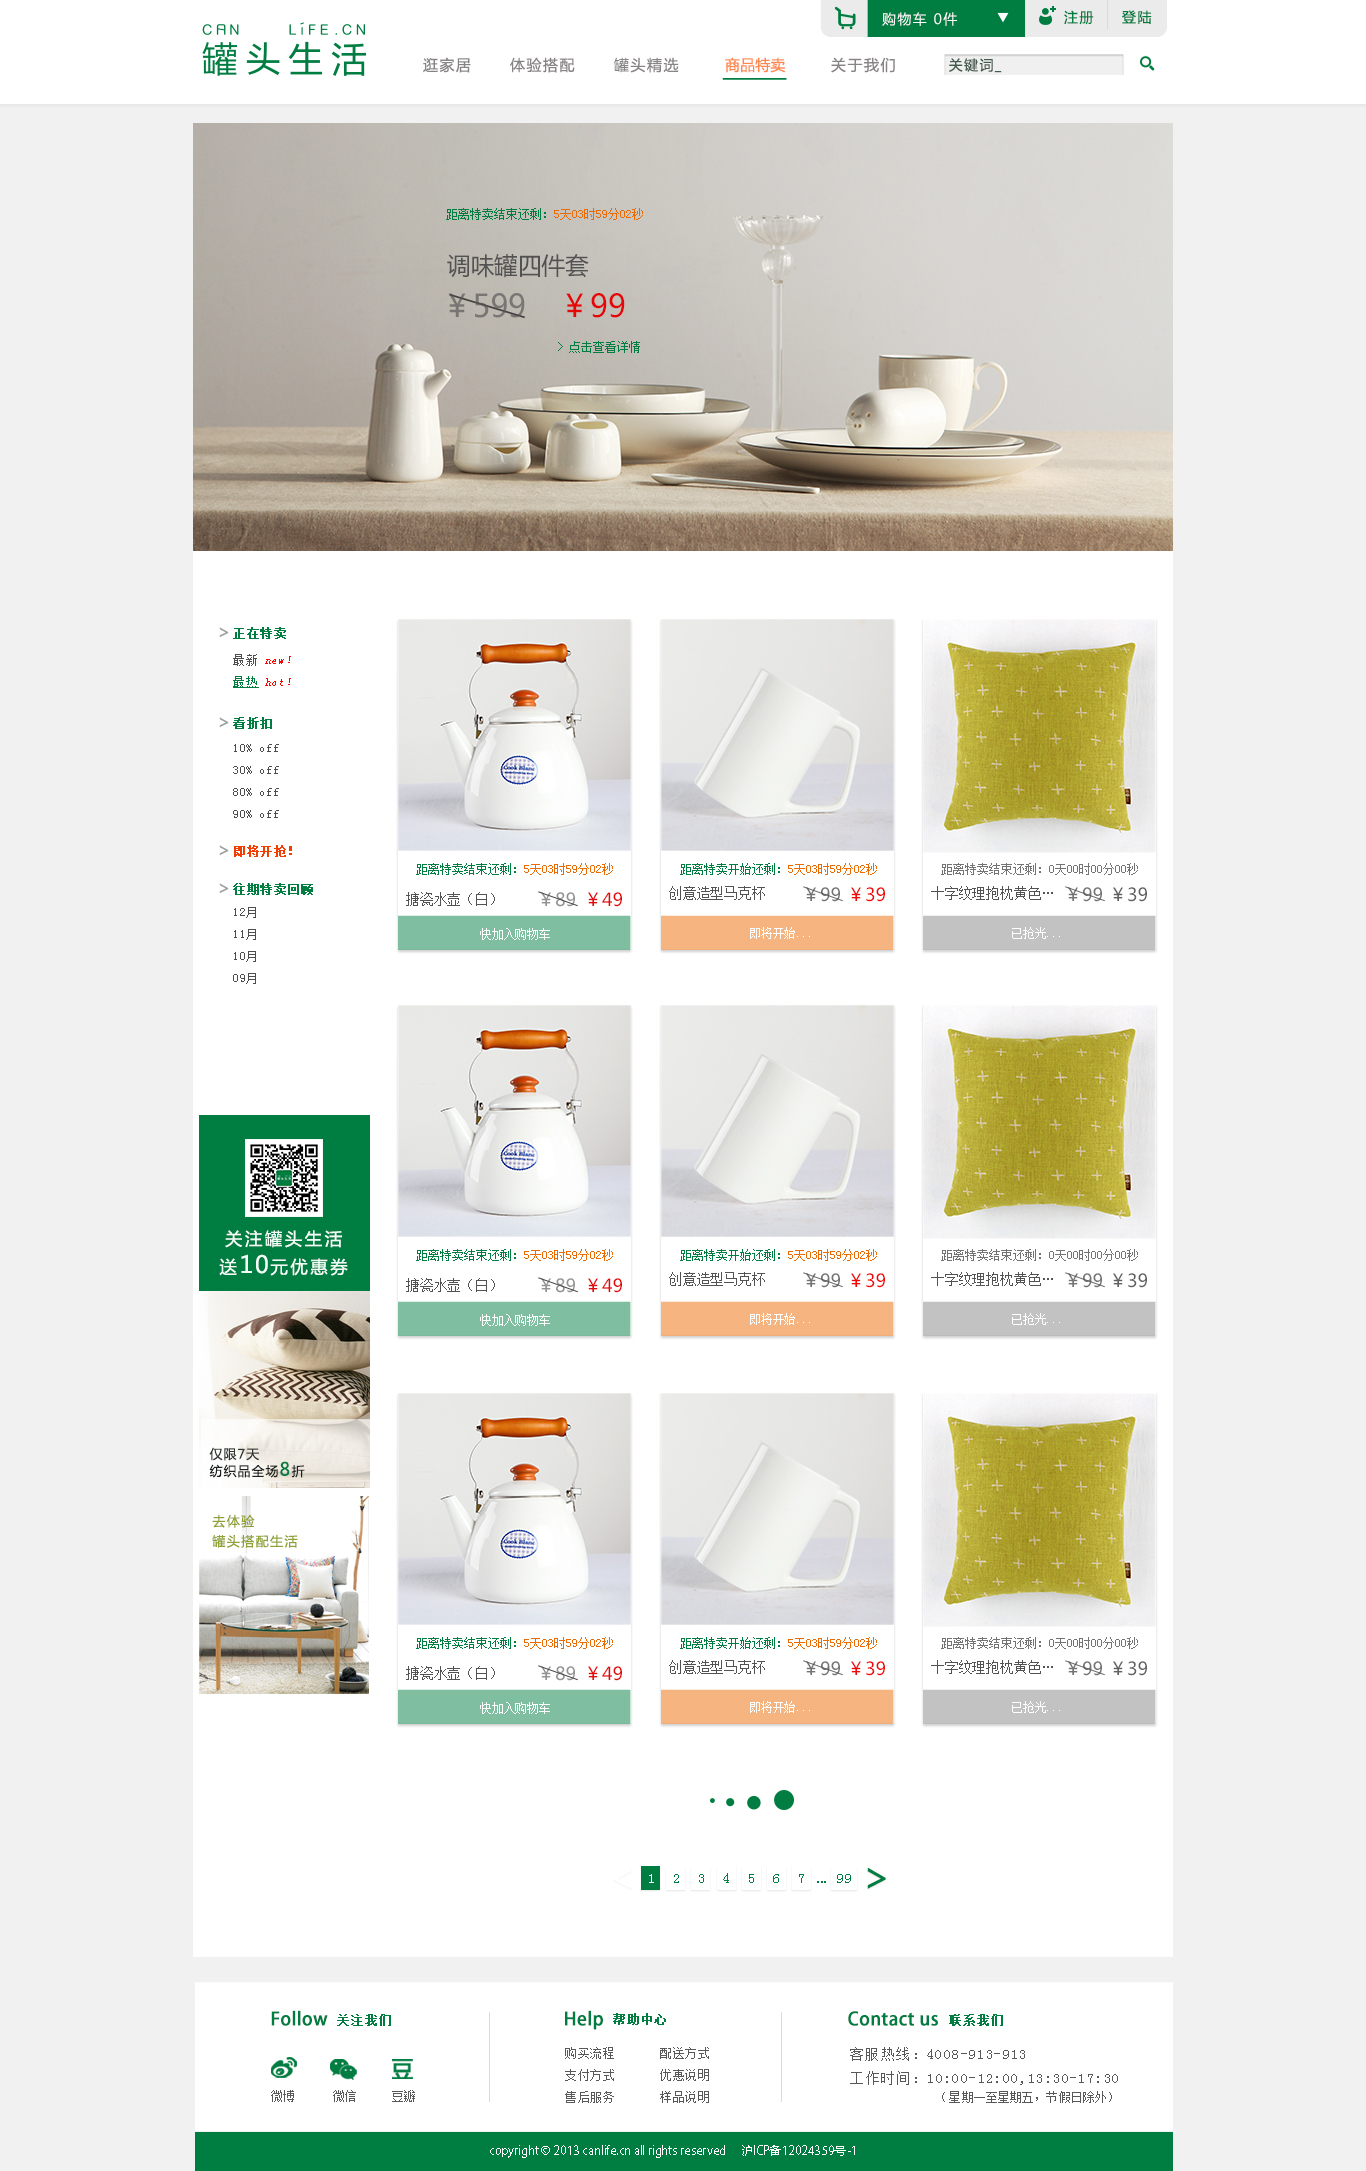 CAN LiFE.CN
罐头生活
购物车 0件
注册
登陆
逛家居
体验搭配
罐头精选
商品特卖
关于我们
关键词_
距离特卖结束还剩：5天03时59分02秒
调味罐四件套
¥599 ¥99
> 点击查看详情
> 正在特卖
最新 new!
最热 hot!
> 看折扣
10% off
30% off
80% off
90% off
> 即将开抢!
> 往期特卖回顾
12月
11月
10月
09月
Cook Blanc
距离特卖结束还剩：5天03时59分02秒
搪瓷水壶（白） ¥89 ¥49
快加入购物车
距离特卖开始还剩：5天03时59分02秒
创意造型马克杯 ¥99 ¥39
即将开始...
距离特卖结束还剩：0天00时00分00秒
十字纹理抱枕黄色… ¥99 ¥39
已抢光...
Cook Blanc
距离特卖结束还剩：5天03时59分02秒
搪瓷水壶（白） ¥89 ¥49
快加入购物车
距离特卖开始还剩：5天03时59分02秒
创意造型马克杯 ¥99 ¥39
即将开始...
距离特卖结束还剩：0天00时00分00秒
十字纹理抱枕黄色… ¥99 ¥39
已抢光...
关注罐头生活
送10元优惠券
仅限7天
纺织品全场8折
去体验
罐头搭配生活
Cook Blanc
距离特卖结束还剩：5天03时59分02秒
搪瓷水壶（白） ¥89 ¥49
快加入购物车
距离特卖开始还剩：5天03时59分02秒
创意造型马克杯 ¥99 ¥39
即将开始...
距离特卖结束还剩：0天00时00分00秒
十字纹理抱枕黄色… ¥99 ¥39
已抢光...
1 2 3 4 5 6 7 ... 99 >
Follow 关注我们
微博
微信
豆
豆瓣
Help 帮助中心
购买流程 配送方式
支付方式 优惠说明
售后服务 样品说明
Contact us 联系我们
客服热线：4008-913-913
工作时间：10:00-12:00,13:30-17:30
（星期一至星期五，节假日除外）
copyright© 2013 canlife.cn all rights reserved 沪ICP备12024359号-1